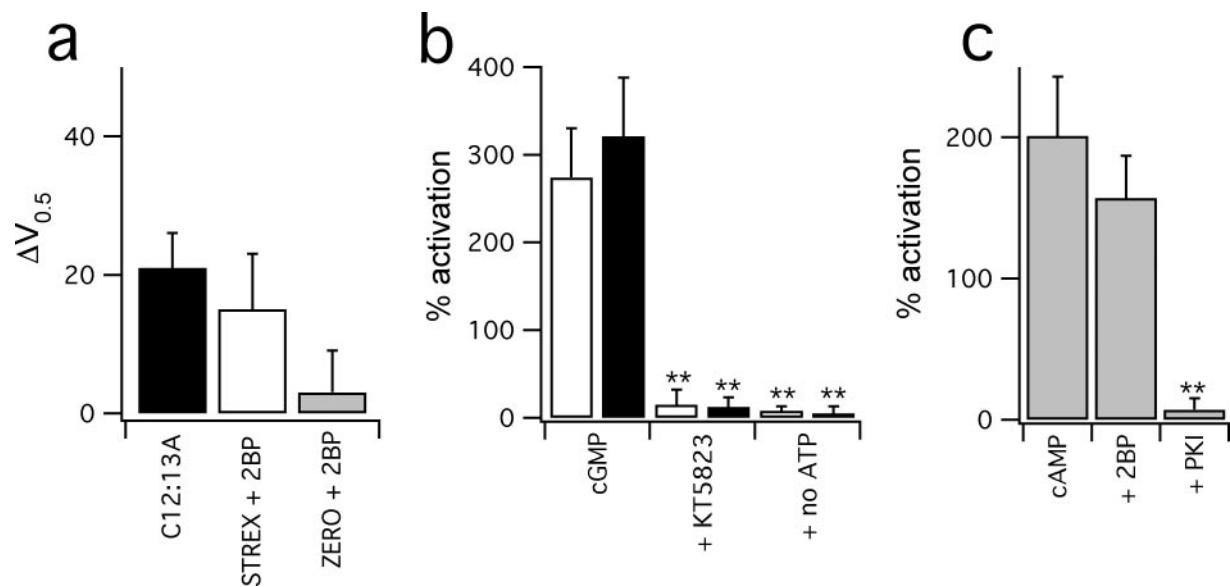 a
ΔV0.5
40
20
0
C12:13A
STREX + 2BP
ZERO + 2BP
b
% activation
400
300
200
100
0
**
**
**
**
cGMP
+ KT5823
+ no ATP
c
% activation
200
100
0
**
cAMP
+ 2BP
+ PKI